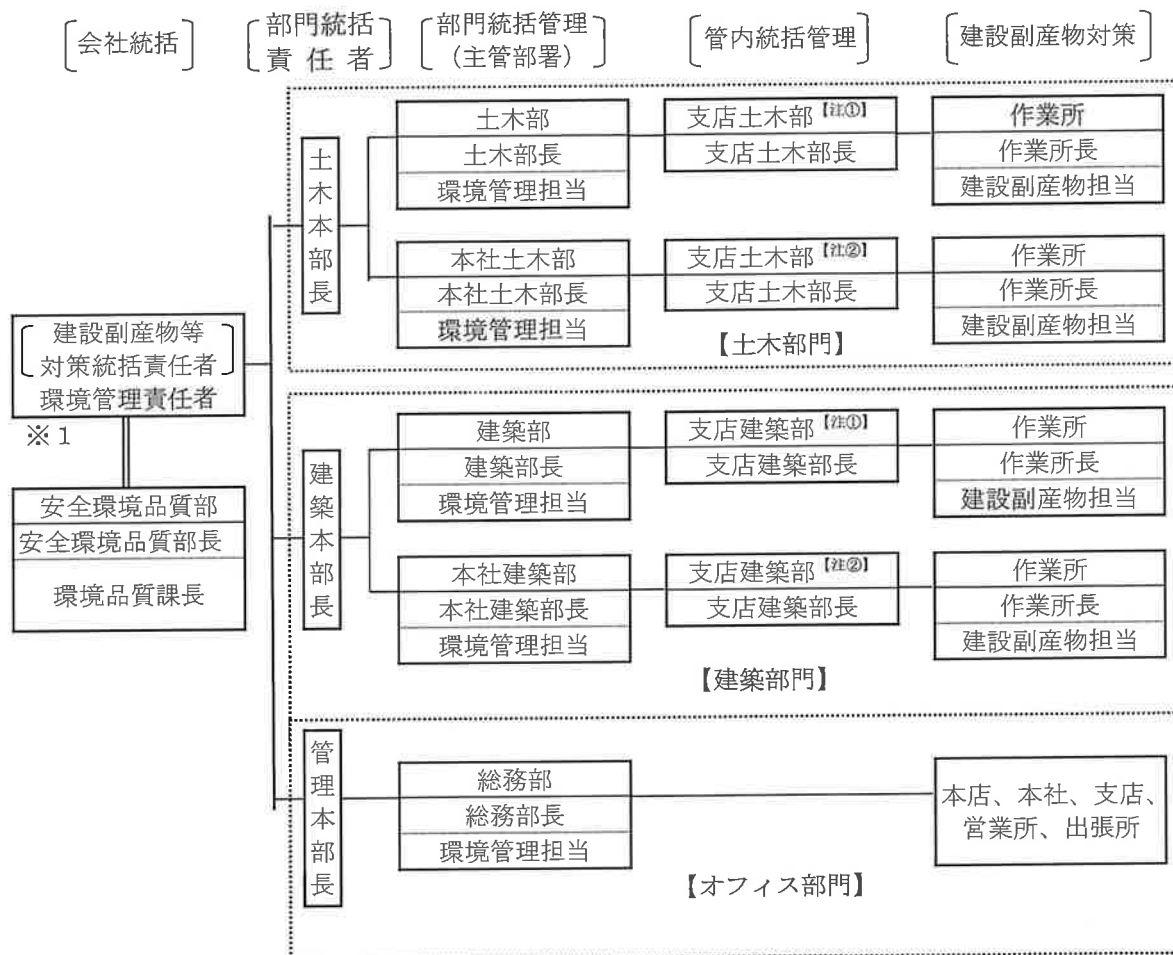 会社統括
部門統括
責任者
部門統括管理
(主管部署)
管内統括管理
建設副産物対策
建設副産物等
対策統括責任者
環境管理責任者
※1
安全環境品質部
安全環境品質部長
環境品質課長
土木本部長
土木部
土木部長
環境管理担当
支店土木部【注①】
支店土木部長
作業所
作業所長
建設副産物担当
本社土木部
本社土木部長
環境管理担当
支店土木部【注②】
支店土木部長
作業所
作業所長
建設副産物担当
【土木部門】
建築本部長
建築部
建築部長
環境管理担当
支店建築部【注①】
支店建築部長
作業所
作業所長
建設副産物担当
本社建築部
本社建築部長
環境管理担当
支店建築部【注②】
支店建築部長
作業所
作業所長
建設副産物担当
【建築部門】
管理本部長
総務部
総務部長
環境管理担当
本店、本社、支店、
営業所、出張所
【オフィス部門】